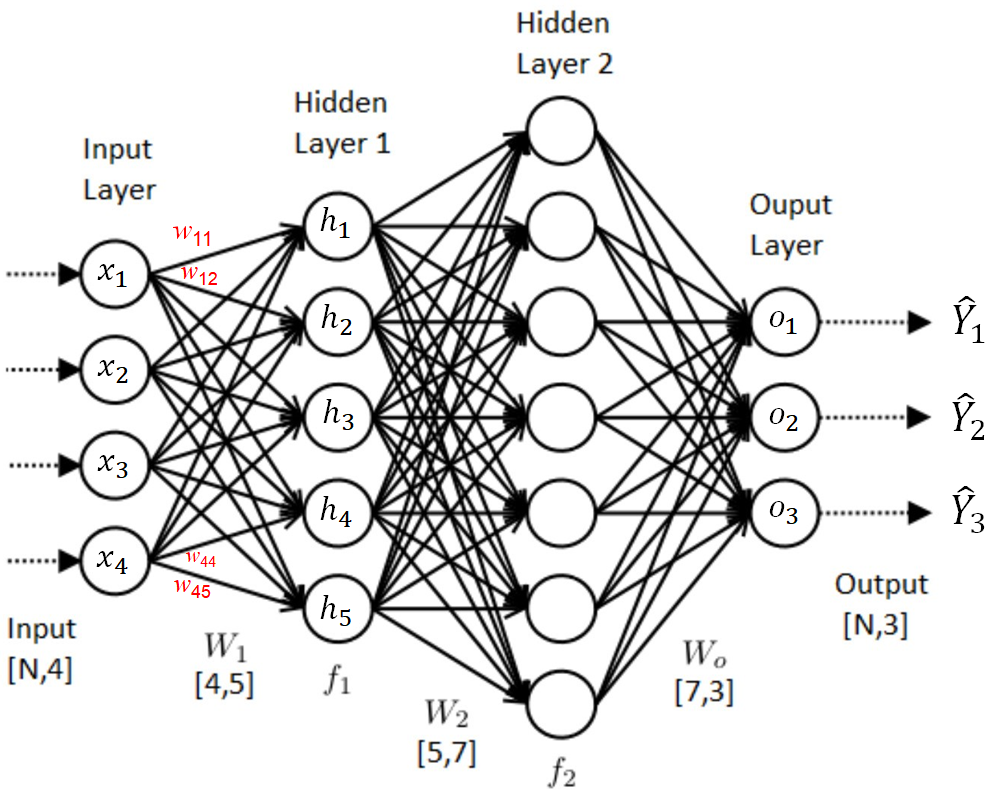 Hidden
Layer 2
Hidden
Layer 1
Input
Layer
Ouput
Layer
w₁₁
w₁₂
x₁
x₂
x₃
x₄
h₁
h₂
h₃
h₄
h₅
o₁
o₂
o₃
Ŷ₁
Ŷ₂
Ŷ₃
w₄₄
w₄₅
Input
[N,4]
W₁
[4,5]
f₁
W₂
[5,7]
f₂
Wₒ
[7,3]
Output
[N,3]